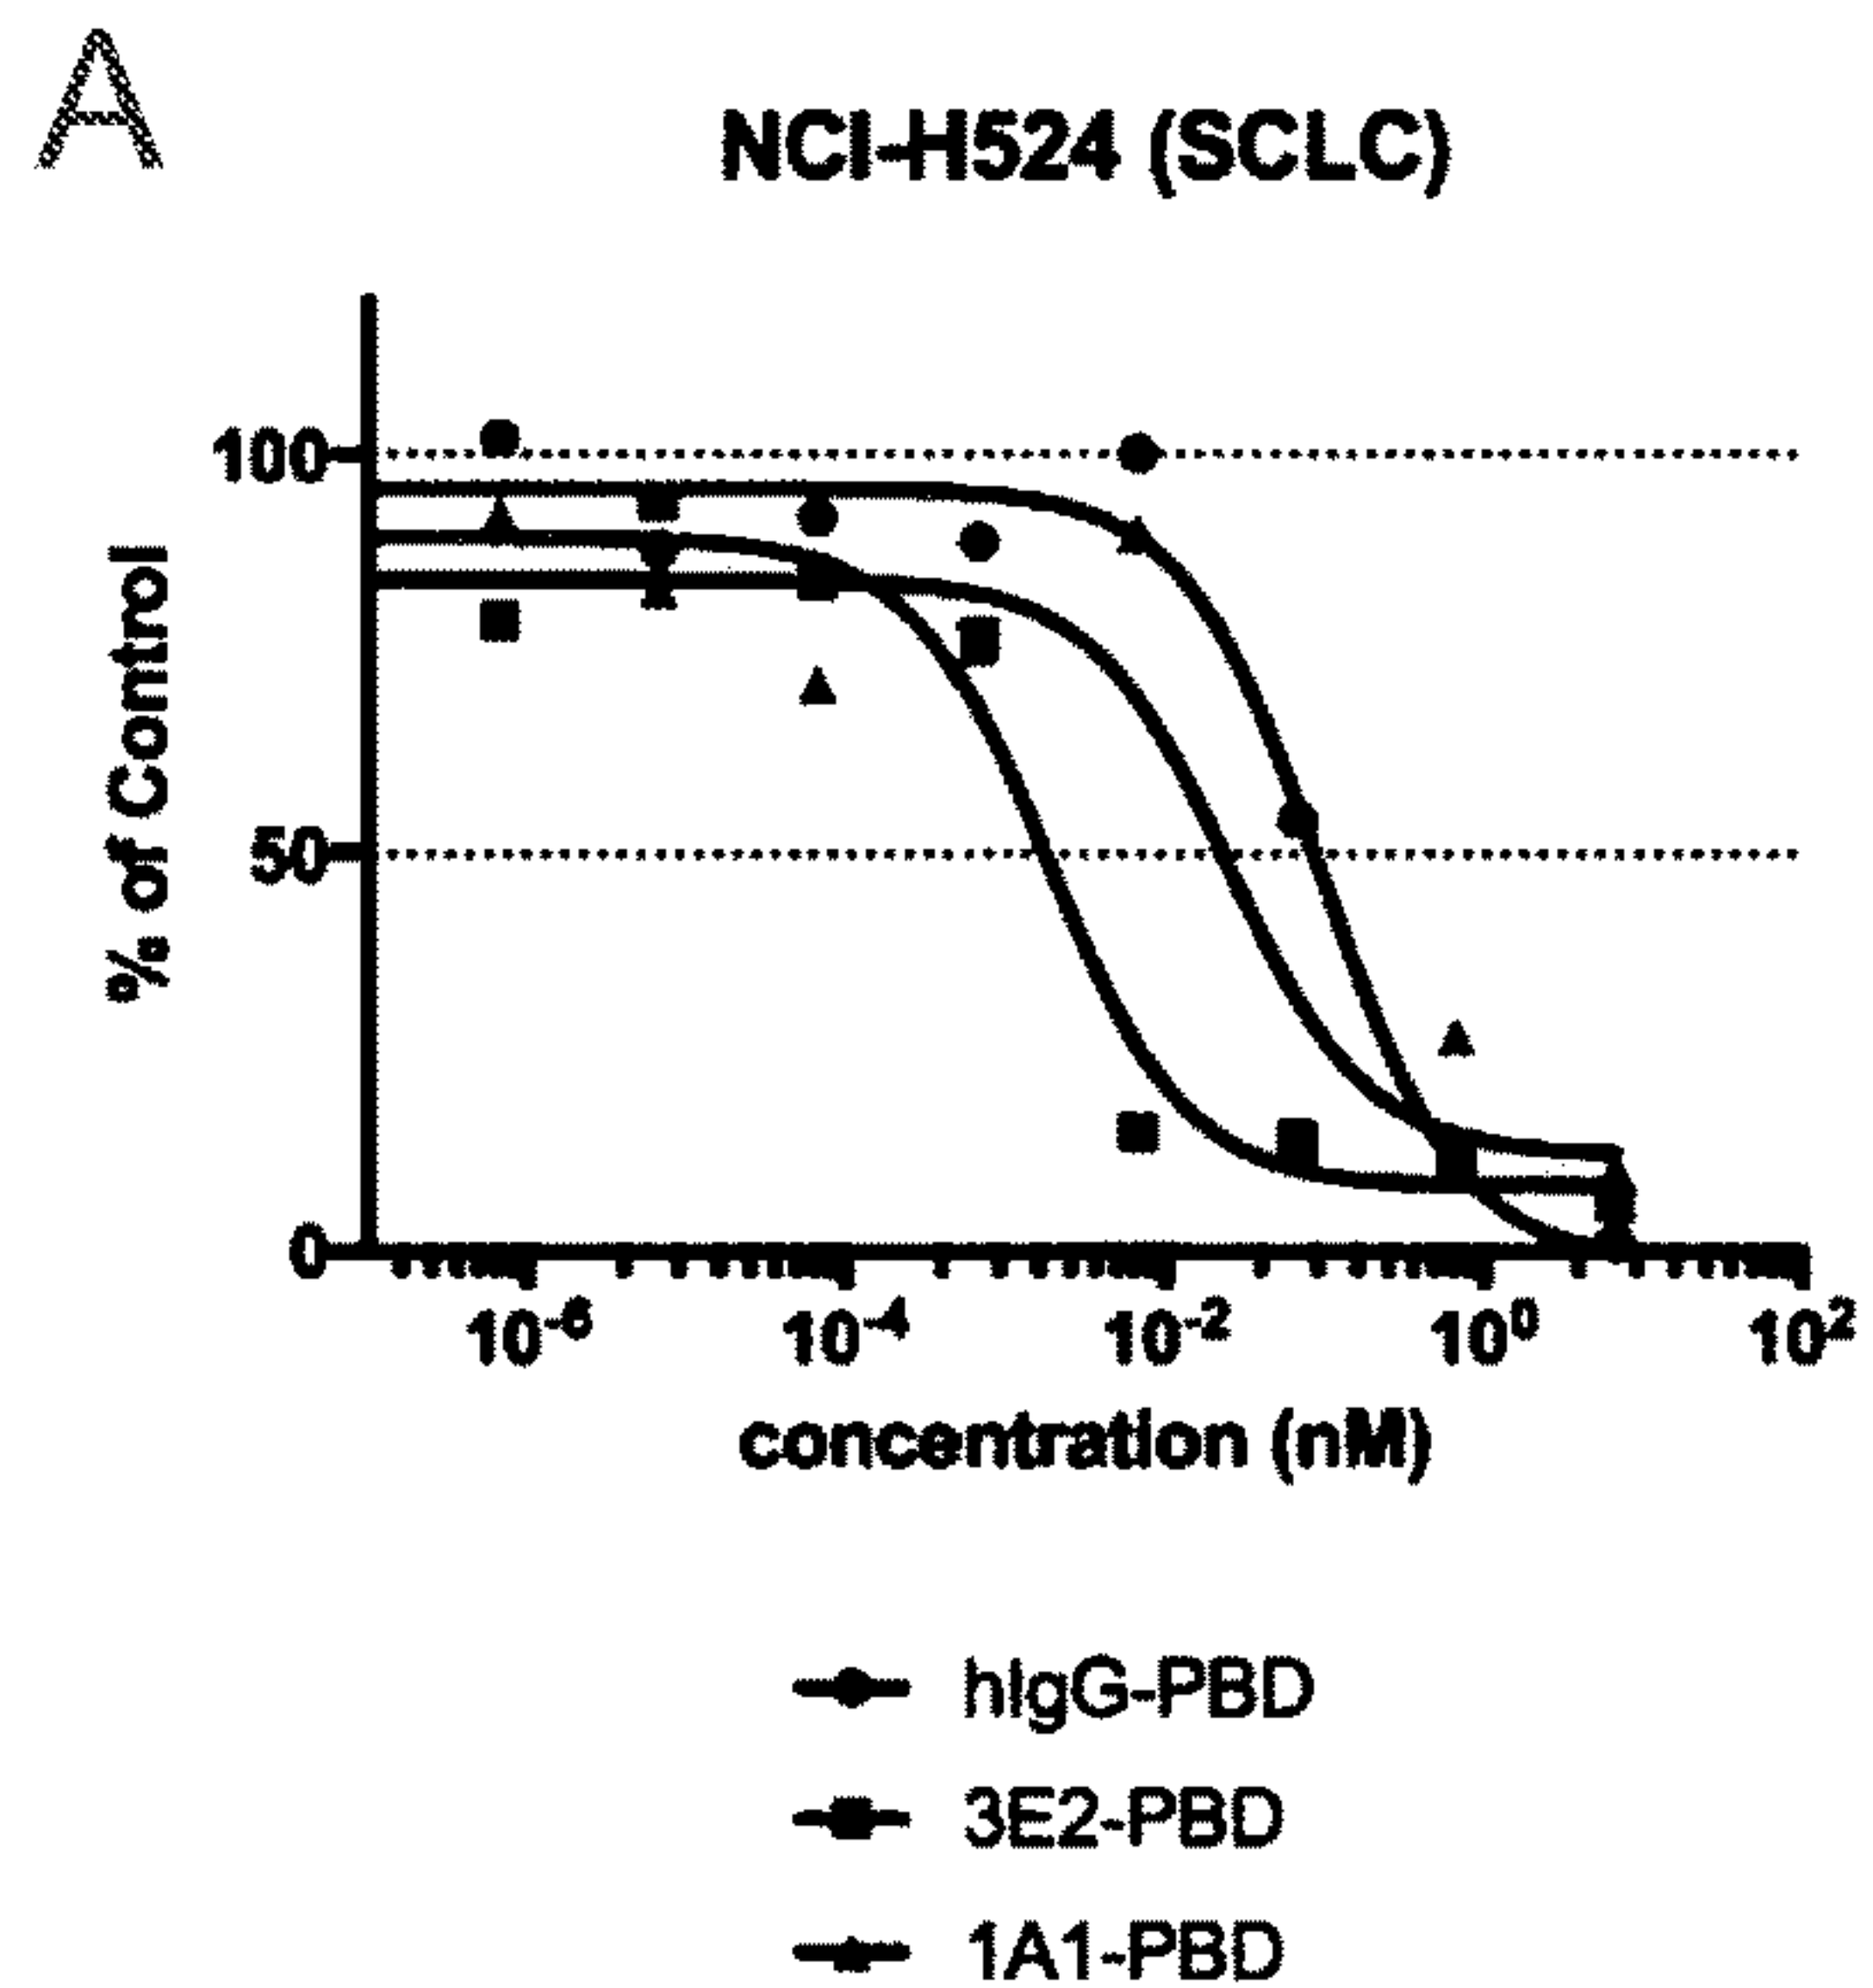 A
NCI-H524 (SCLC)
% of Control
100
50
0
10-6
10-4
10-2
100
102
concentration (nM)
hIgG-PBD
3E2-PBD
1A1-PBD